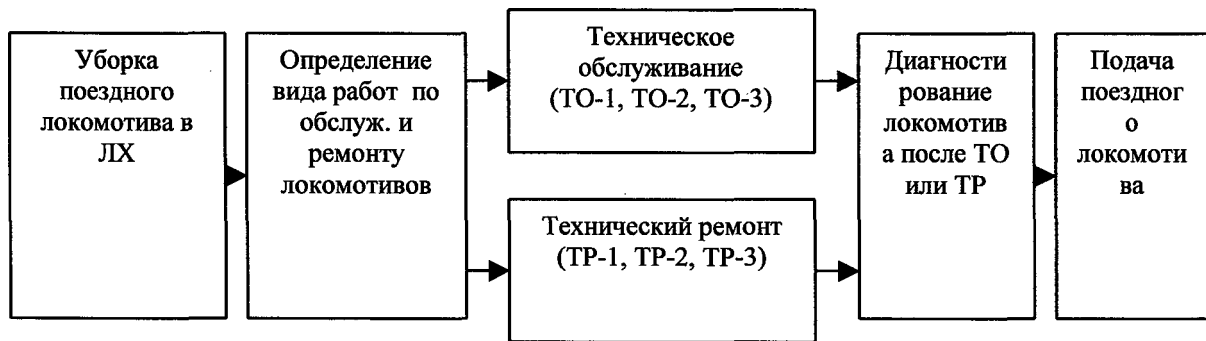 Уборка
поездного
локомотива в
ЛХ
Определение
вида работ по
обслуж. и
ремонту
локомотивов
Техническое
обслуживание
(ТО-1, ТО-2, ТО-3)
Технический ремонт
(ТР-1, ТР-2, ТР-3)
Диагности
рование
локомотив
а после ТО
или ТР
Подача
поездног
о
локомоти
ва